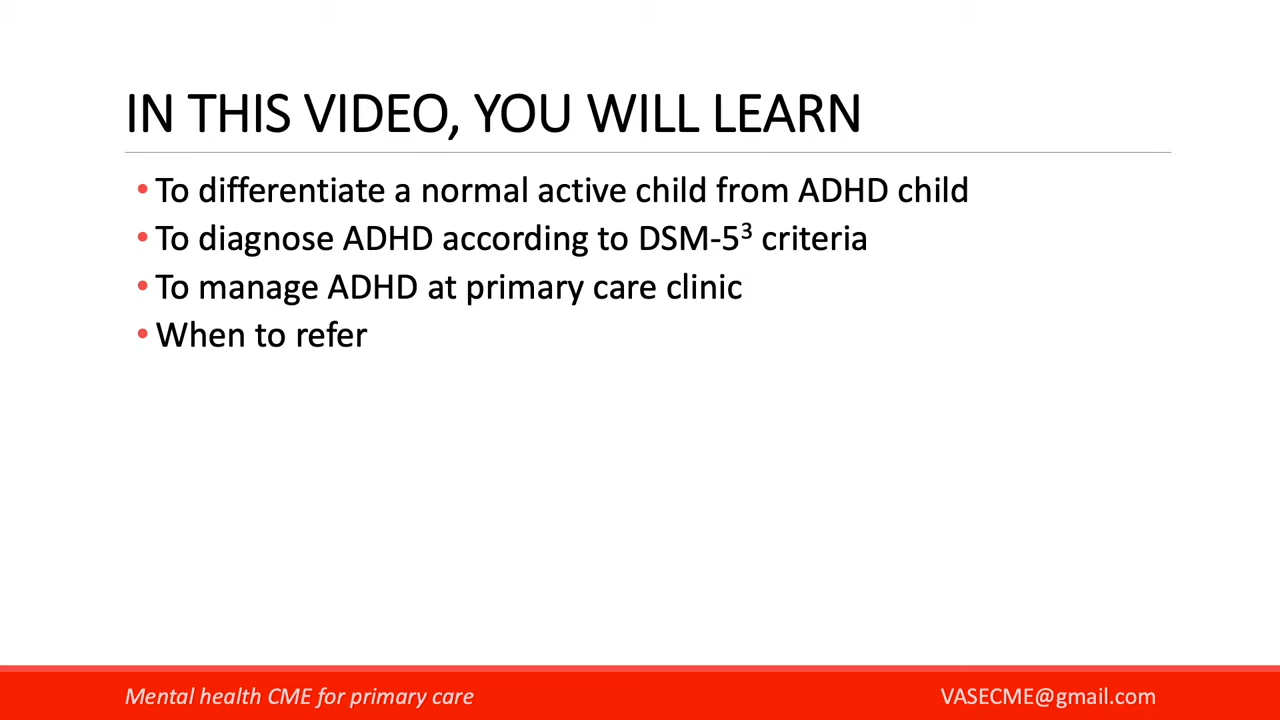 IN THIS VIDEO, YOU WILL LEARN
• To differentiate a normal active child from ADHD child
• To diagnose ADHD according to DSM-5³ criteria
• To manage ADHD at primary care clinic
• When to refer
Mental health CME for primary care
VASECME@gmail.com